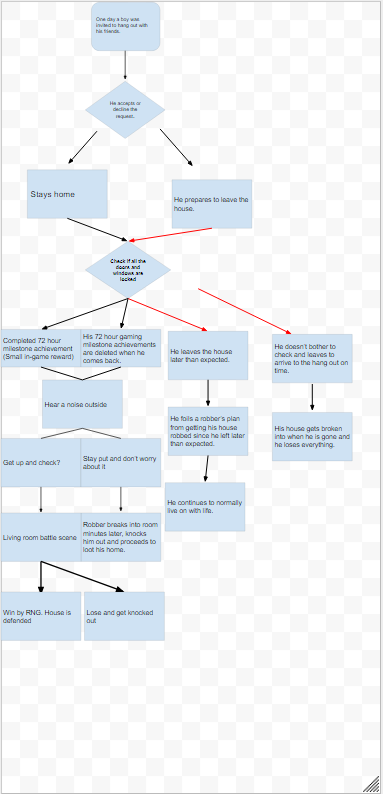 One day a boy was
invited to hang out with
his friends.
He accepts or
declines the
request.
Stays home
He prepares to leave the
house.
Check if all the
doors and
windows are
locked
Completed 72 hour
milestone achievement
(Small in-game reward)
His 72 hour gaming
milestone achievements
are deleted when he
comes back.
He leaves the house
later than expected.
He doesn't bother to
check and leaves to
arrive to the hang out on
time.
Hear a noise outside
He foils a robber's plan
from getting his house
robbed since he left later
than expected.
His house gets broken
into when he is gone and
he loses everything.
Get up and check?
Stay put and don't worry
about it
He continues to normally
live on with life.
Living room battle scene
Robber breaks into room
minutes later, knocks
him out and proceeds to
loot his home.
Win by RNG. House is
defended
Lose and get knocked
out